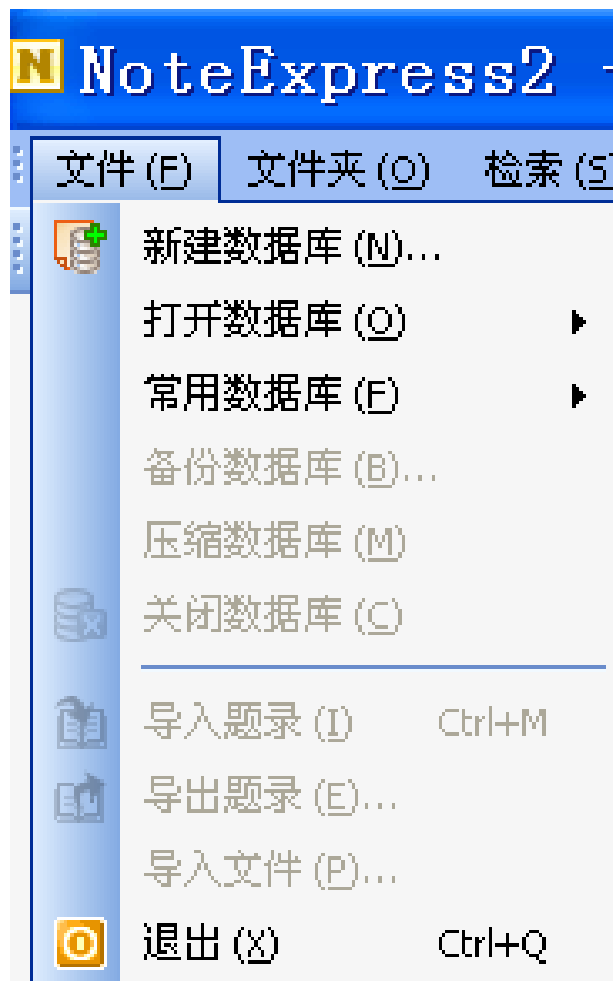 NoteExpress2
文件(F) 文件夹(O) 检索(S
新建数据库(N)...
打开数据库(O)
常用数据库(F)
备份数据库(B)...
压缩数据库(M)
关闭数据库(C)
导入题录(I) Ctrl+M
导出题录(E)...
导入文件(P)...
退出(X) Ctrl+Q